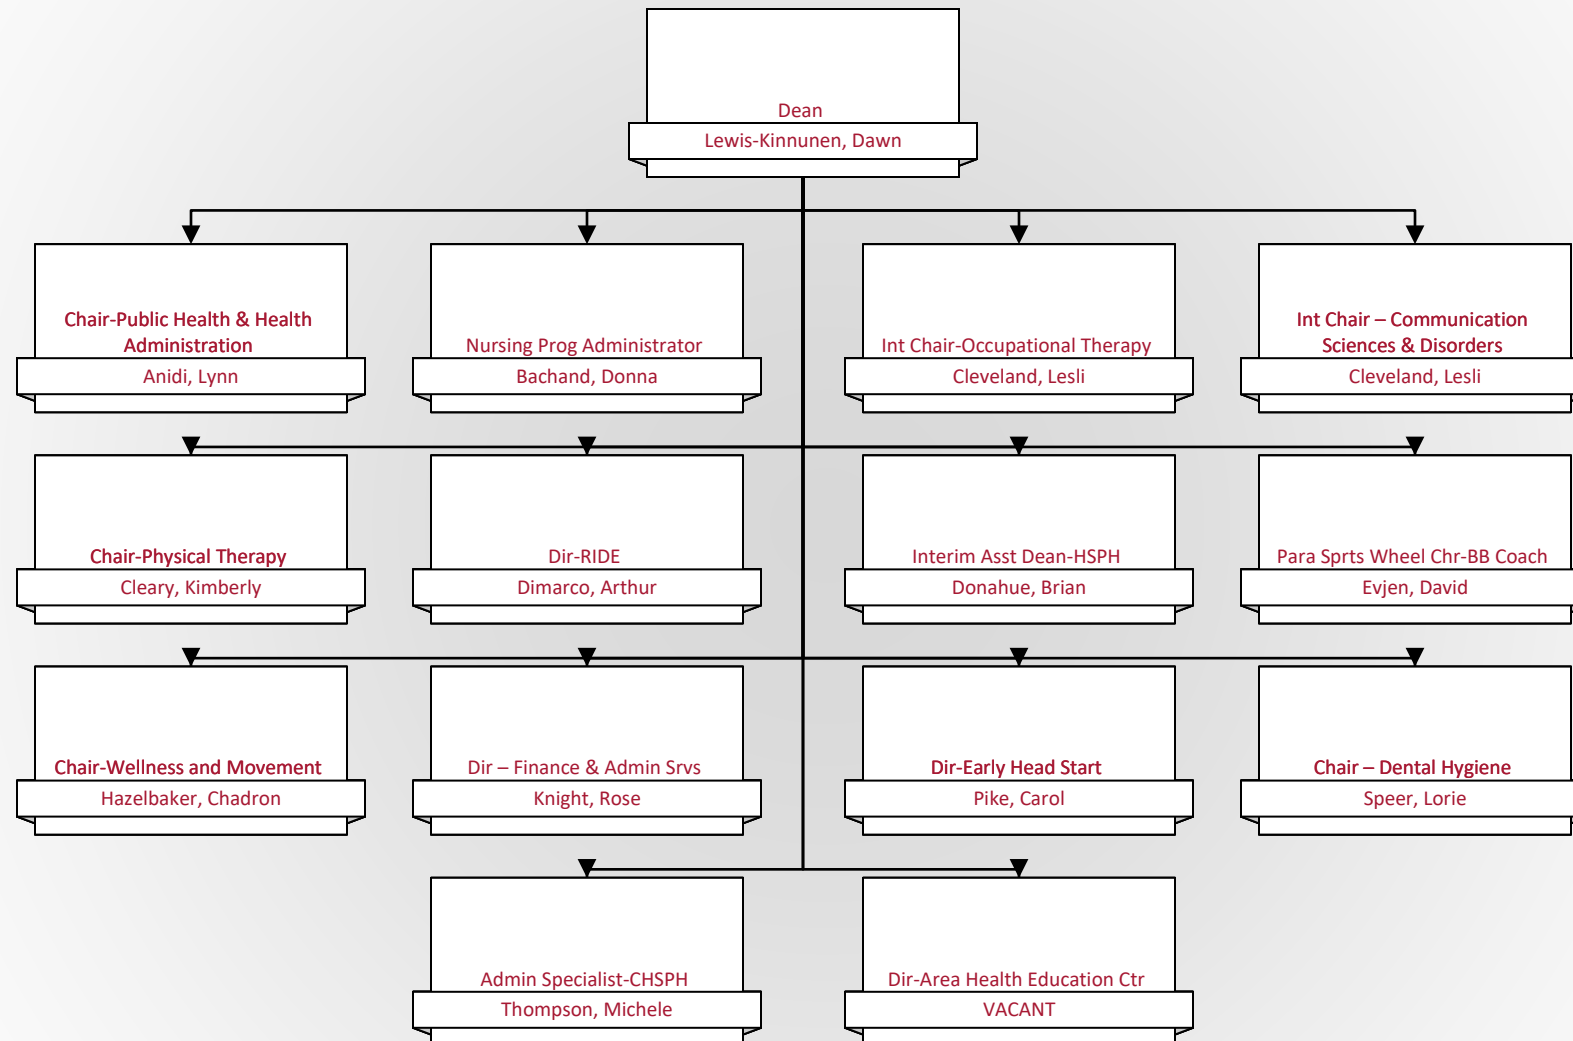 Dean
Lewis-Kinnunen, Dawn
Chair-Public Health & Health
Administration
Anidi, Lynn
Nursing Prog Administrator
Bachand, Donna
Int Chair-Occupational Therapy
Cleveland, Lesli
Int Chair – Communication
Sciences & Disorders
Cleveland, Lesli
Chair-Physical Therapy
Cleary, Kimberly
Dir-RIDE
Dimarco, Arthur
Interim Asst Dean-HSPH
Donahue, Brian
Para Sprts Wheel Chr-BB Coach
Evjen, David
Chair-Wellness and Movement
Hazelbaker, Chadron
Dir – Finance & Admin Srvs
Knight, Rose
Dir-Early Head Start
Pike, Carol
Chair – Dental Hygiene
Speer, Lorie
Admin Specialist-CHSPH
Thompson, Michele
Dir-Area Health Education Ctr
VACANT